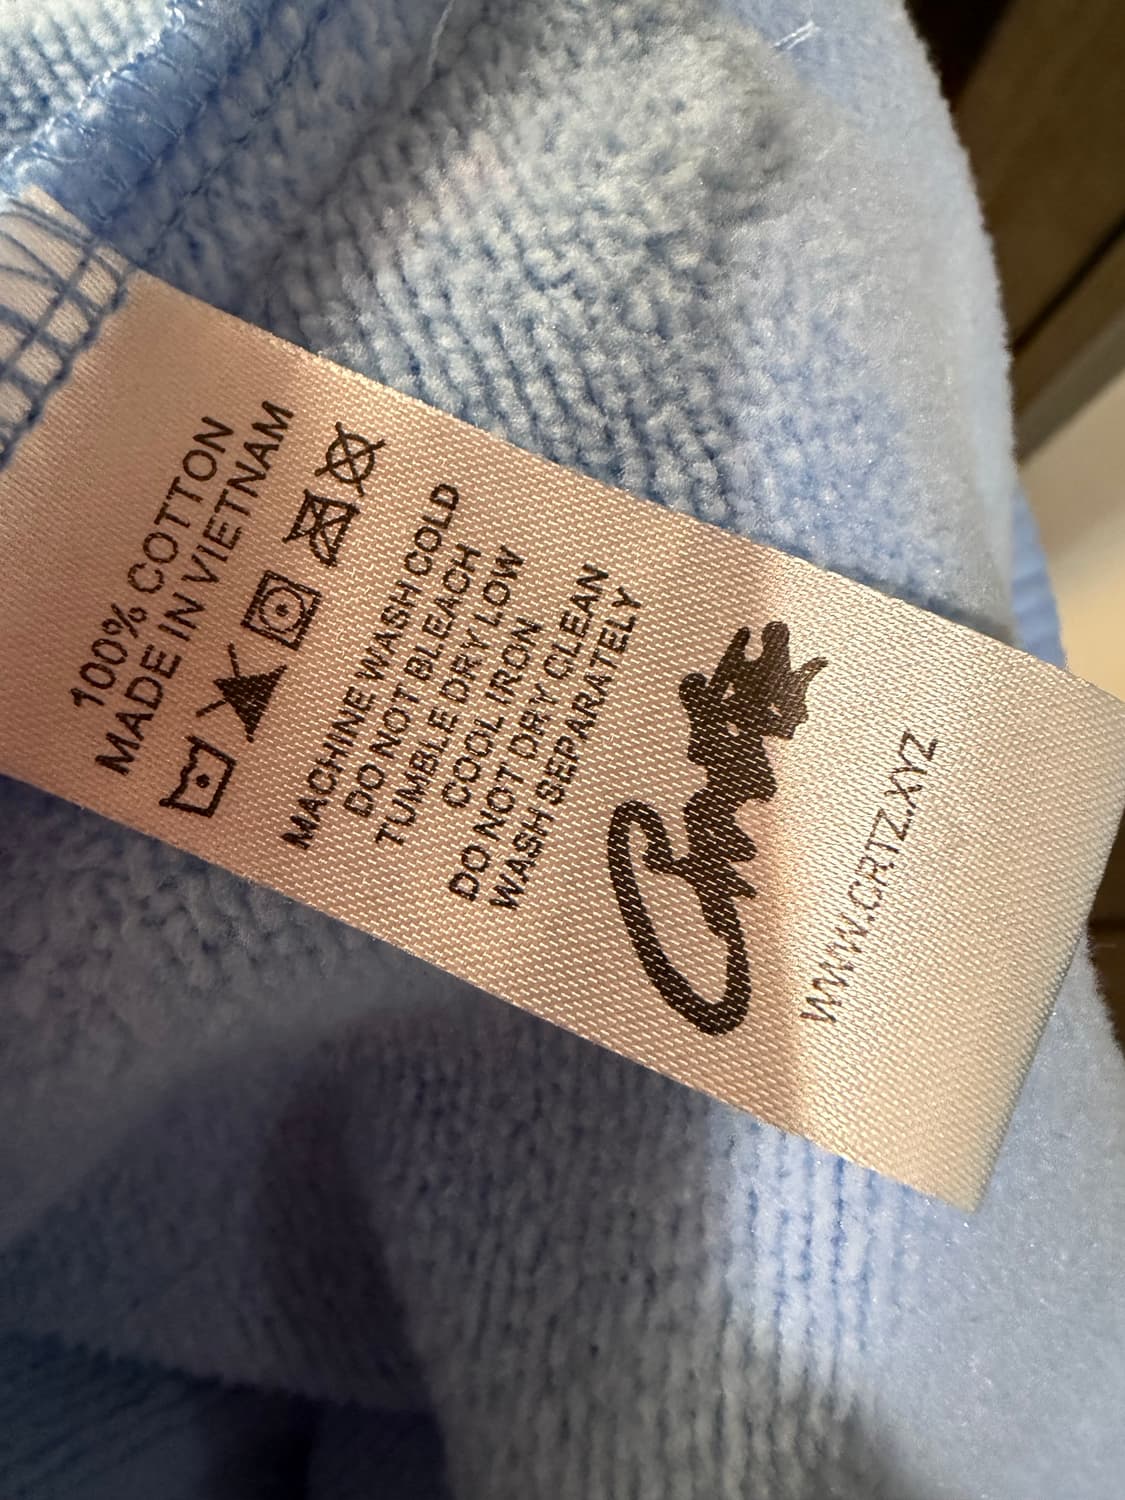 100% COTTON
MADE IN VIETNAM
MACHINE WASH COLD
DO NOT BLEACH
TUMBLE DRY LOW
COOL IRON
DO NOT DRY CLEAN
WASH SEPARATELY
WWW.CRTZ.XYZ